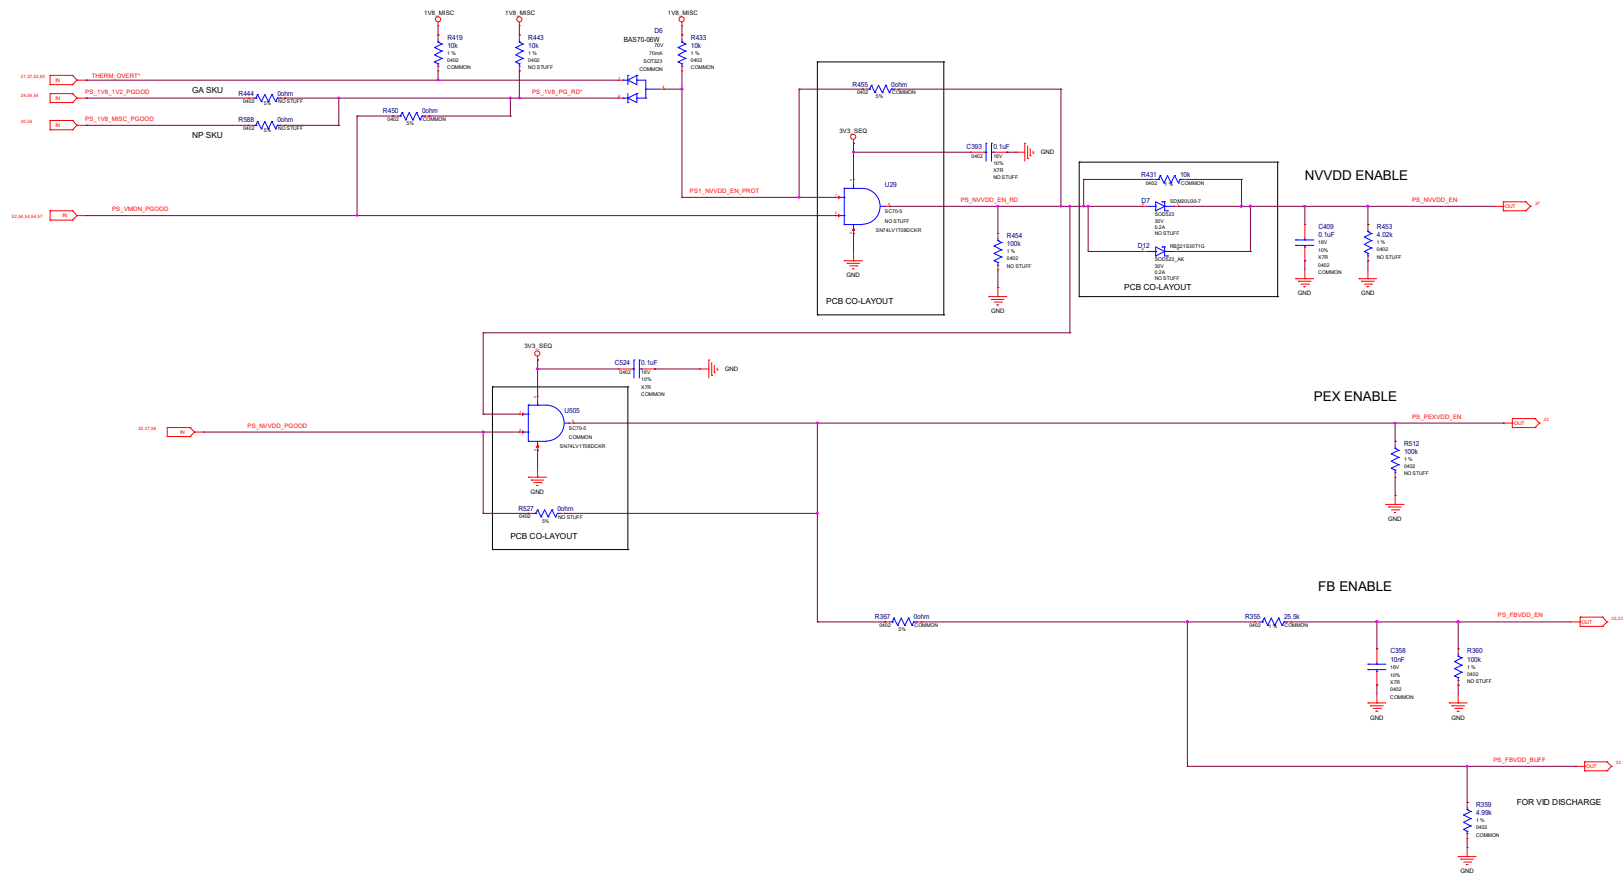 1V8_MISC
1V8_MISC
1V8_MISC
R419
10k
1 %
0402
COMMON
R443
10k
1 %
0402
NO STUFF
D6
BAS70-06W
70V
70mA
SOT323
COMMON
R433
10k
1 %
0402
COMMON
IN
THERM_OVERT*
IN
PS_1V8_1V2_PGOOD
GA SKU
R444
0ohm
0402
5%
NO STUFF
PS_1V8_PG_RD*
IN
PS_1V8_MISC_PGOOD
R588
0ohm
0402
5%
NO STUFF
NP SKU
R450
0ohm
0402
5%
COMMON
R455
0ohm
0402
5%
COMMON
3V3_SEQ
C393
0.1uF
0402
16V
10%
X7R
NO STUFF
GND
PS1_NVVDD_EN_PROT
IN
PS_VMON_PGOOD
U29
SC70-5
NO STUFF
SN74LV1T08DCKR
GND
PCB CO-LAYOUT
PS_NVVDD_EN_RD
R454
100k
1 %
0402
NO STUFF
GND
R431
10k
0402
1 %
COMMON
D7
SDM20U30-7
SOD523
30V
0.2A
NO STUFF
D12
RB521S30T1G
SOD523_AK
30V
0.2A
NO STUFF
PCB CO-LAYOUT
NVVDD ENABLE
PS_NVVDD_EN
OUT
C409
0.1uF
16V
10%
X7R
0402
COMMON
GND
R453
4.02k
1 %
0402
NO STUFF
GND
3V3_SEQ
C524
0.1uF
0402
16V
10%
X7R
COMMON
GND
IN
PS_NVVDD_PGOOD
U505
SC70-5
COMMON
SN74LV1T08DCKR
GND
R527
0ohm
0402
5%
NO STUFF
PCB CO-LAYOUT
PEX ENABLE
PS_PEXVDD_EN
OUT
R512
100k
1 %
0402
NO STUFF
GND
FB ENABLE
R367
0ohm
0402
5%
COMMON
R355
25.5k
0402
1 %
COMMON
PS_FBVDD_EN
OUT
C358
10nF
16V
10%
X7R
0402
COMMON
GND
R360
100k
1 %
0402
NO STUFF
GND
PS_FBVDD_BUFF
OUT
R359
4.99k
1 %
0402
COMMON
GND
FOR VID DISCHARGE